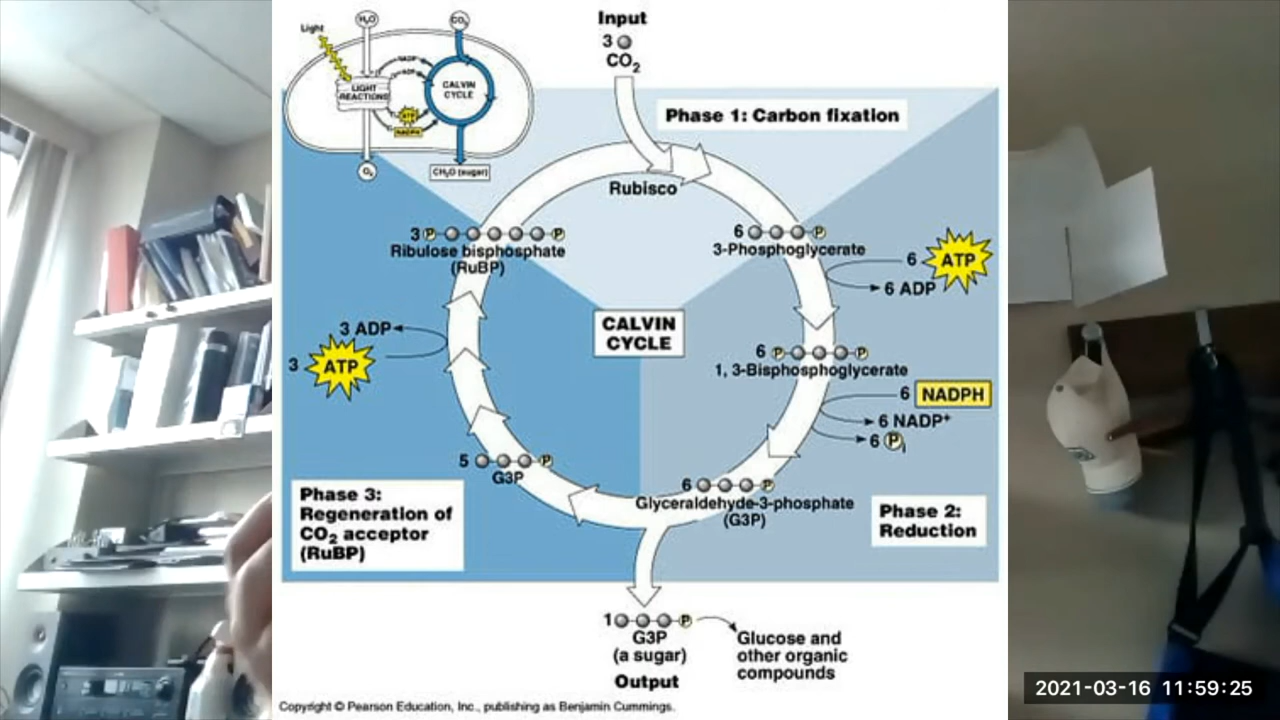 Input
3
CO₂
Light
H₂O
CO₂
NADP⁺
ADP
LIGHT
REACTIONS
CALVIN
CYCLE
ATP
NADPH
O₂
CH₂O (sugar)
Phase 1: Carbon fixation
Rubisco
3 P P
Ribulose bisphosphate
(RuBP)
6 P
3-Phosphoglycerate
6 ATP
6 ADP
CALVIN
CYCLE
3 ADP
3 ATP
6 P P
1, 3-Bisphosphoglycerate
6 NADPH
6 NADP⁺
6 Pᵢ
5 P
G3P
6 P
Glyceraldehyde-3-phosphate
(G3P)
Phase 3:
Regeneration of
CO₂ acceptor
(RuBP)
Phase 2:
Reduction
1 P
G3P
(a sugar)
Output
Glucose and
other organic
compounds
Copyright © Pearson Education, Inc., publishing as Benjamin Cummings.
2021-03-16 11:59:25